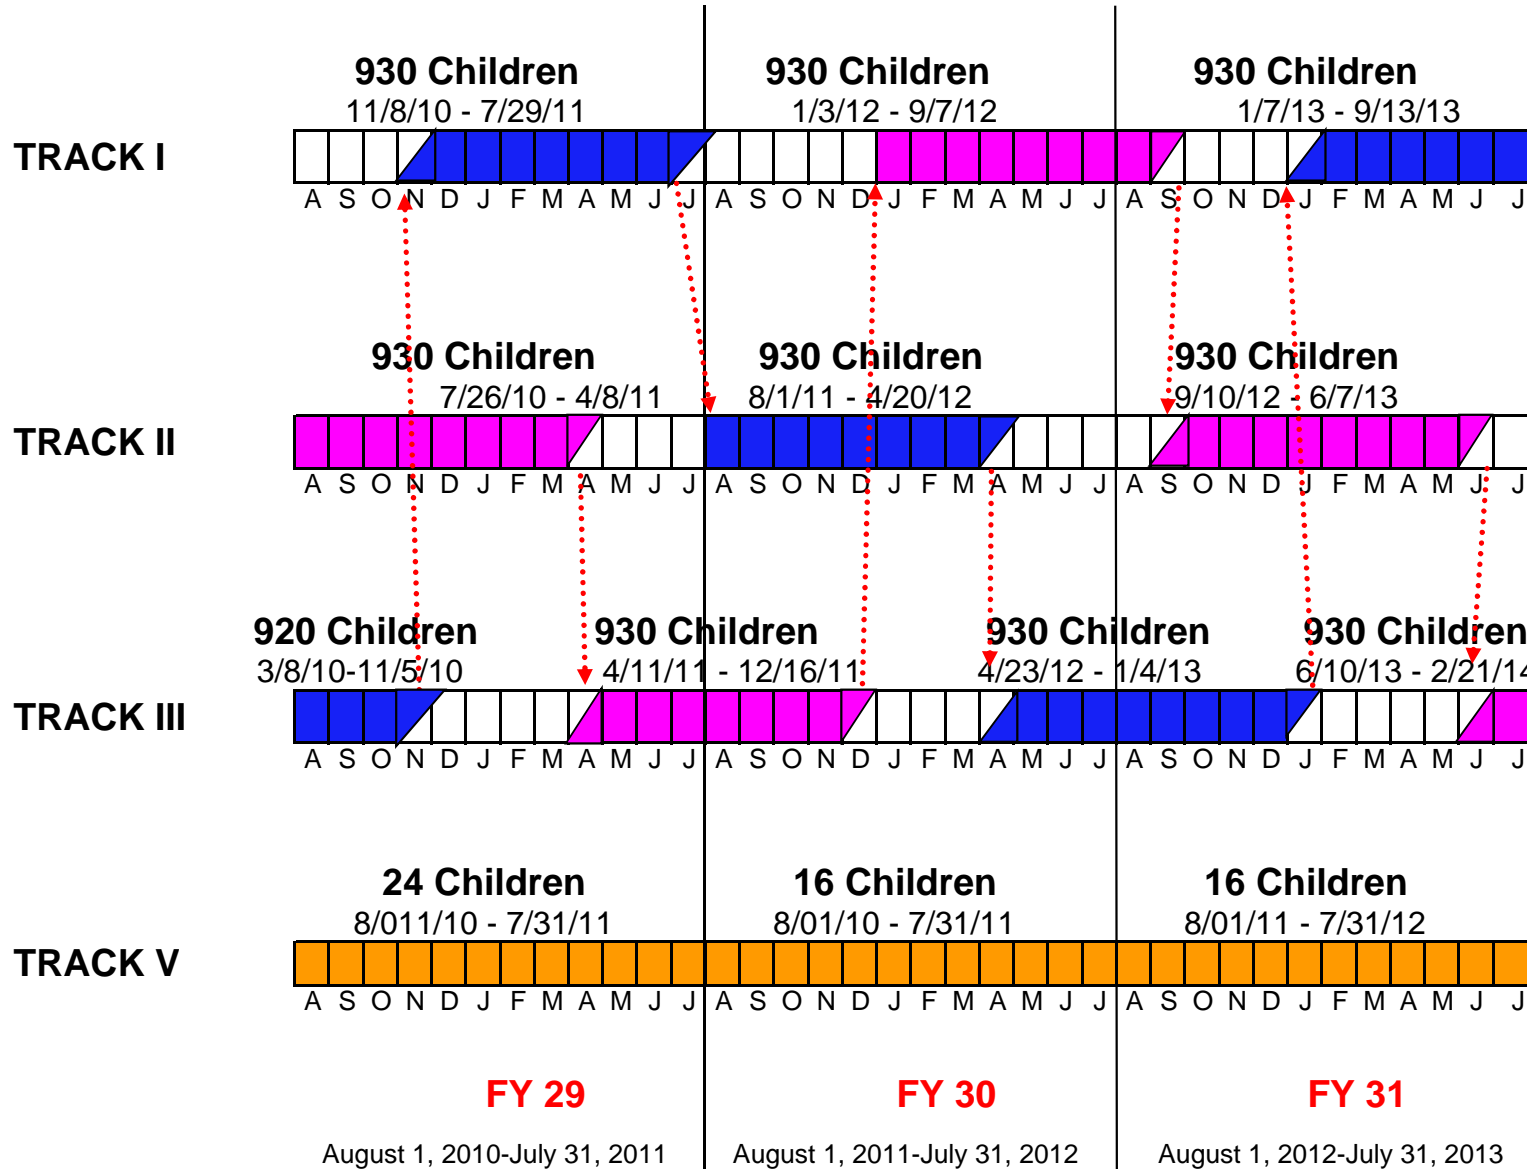 930 Children 930 Children 930 Children
11/8/10 - 7/29/11 1/3/12 - 9/7/12 1/7/13 - 9/13/13
TRACK I
A S O N D J F M A M J J A S O N D J F M A M J J A S O N D J F M A M J J
930 Children 930 Children 930 Children
7/26/10 - 4/8/11 8/1/11 - 4/20/12 9/10/12 - 6/7/13
TRACK II
A S O N D J F M A M J J A S O N D J F M A M J J A S O N D J F M A M J J
920 Children 930 Children 930 Children 930 Children
3/8/10-11/5/10 4/11/11 - 12/16/11 4/23/12 - 1/4/13 6/10/13 - 2/21/14
TRACK III
A S O N D J F M A M J J A S O N D J F M A M J J A S O N D J F M A M J J
24 Children 16 Children 16 Children
8/011/10 - 7/31/11 8/01/10 - 7/31/11 8/01/11 - 7/31/12
TRACK V
A S O N D J F M A M J J A S O N D J F M A M J J A S O N D J F M A M J J
FY 29 FY 30 FY 31
August 1, 2010-July 31, 2011 August 1, 2011-July 31, 2012 August 1, 2012-July 31, 2013